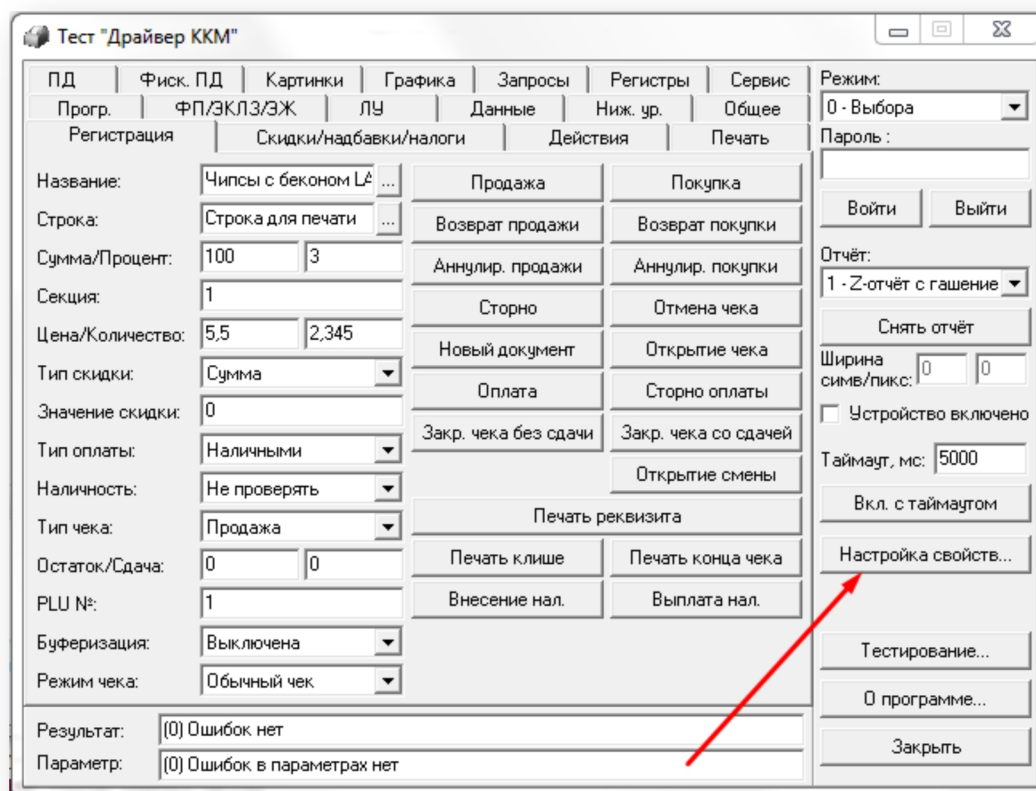 Тест "Драйвер ККМ"
ПД Фиск. ПД Картинки Графика Запросы Регистры Сервис
Прогр. ФП/ЭКЛЗ/ЭЖ ЛУ Данные Ниж. ур. Общее
Регистрация Скидки/надбавки/налоги Действия Печать
Название: Чипсы с беконом LA ...
Строка: Строка для печати ...
Сумма/Процент: 100 3
Секция: 1
Цена/Количество: 5,5 2,345
Тип скидки: Сумма
Значение скидки: 0
Тип оплаты: Наличными
Наличность: Не проверять
Тип чека: Продажа
Остаток/Сдача: 0 0
PLU №: 1
Буферизация: Выключена
Режим чека: Обычный чек
Продажа Покупка
Возврат продажи Возврат покупки
Аннулир. продажи Аннулир. покупки
Сторно Отмена чека
Новый документ Открытие чека
Оплата Сторно оплаты
Закр. чека без сдачи Закр. чека со сдачей
Открытие смены
Печать реквизита
Печать клише Печать конца чека
Внесение нал. Выплата нал.
Результат: (0) Ошибок нет
Параметр: (0) Ошибок в параметрах нет
Режим:
0 - Выбора
Пароль :
Войти Выйти
Отчёт:
1 - Z-отчёт с гашение
Снять отчёт
Ширина
симв/пикс: 0 0
Устройство включено
Таймаут, мс: 5000
Вкл. с таймаутом
Настройка свойств...
Тестирование...
О программе...
Закрыть